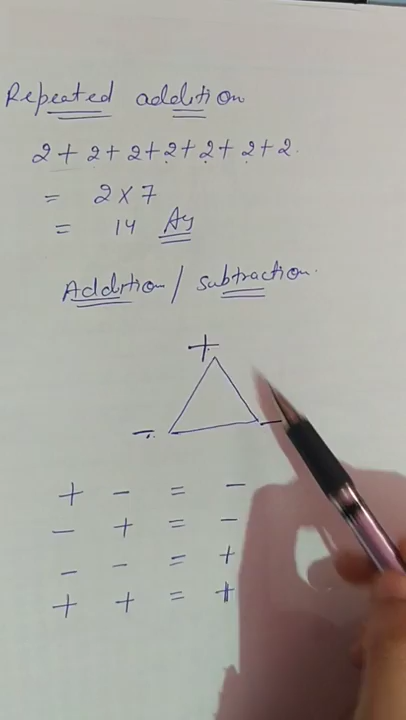 Repeated addition
2 + 2 + 2 + 2 + 2 + 2 + 2
= 2 × 7
= 14 Ay
Addition / subtraction
+
- -
+ - = -
- + = -
- - = +
+ + = +